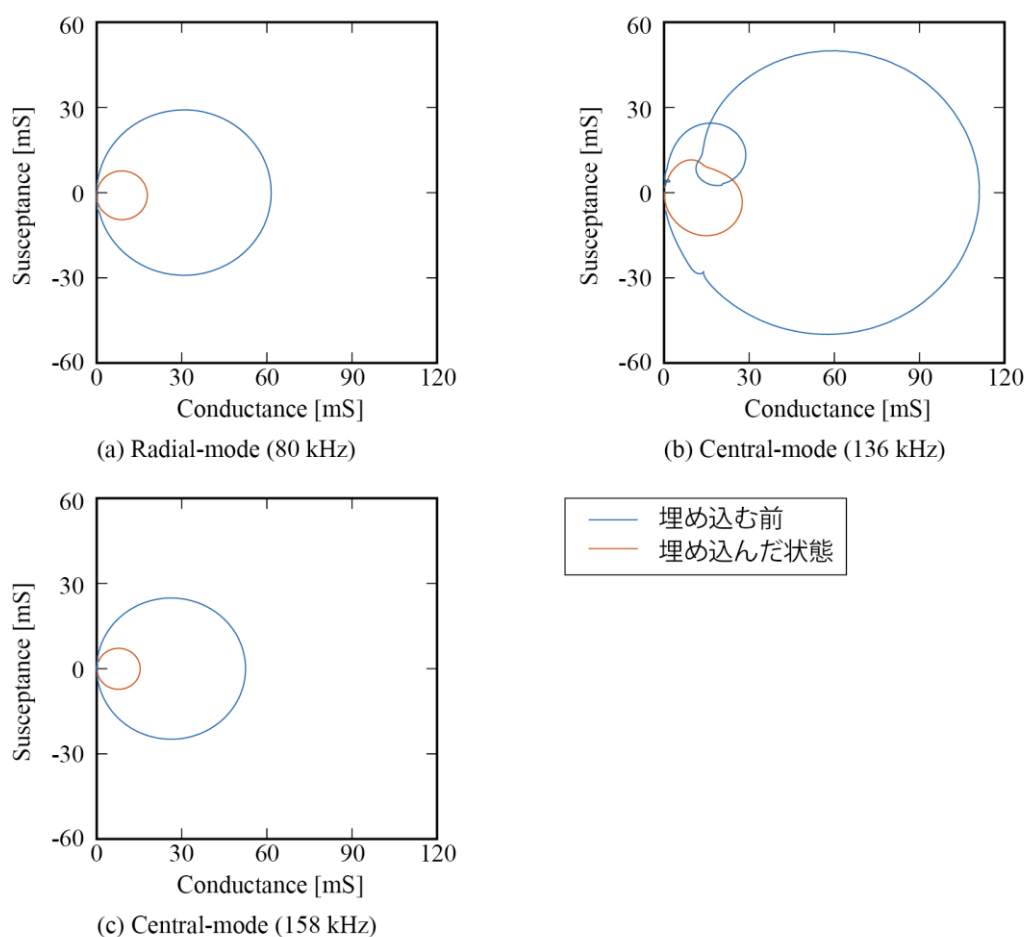 60
30
0
-30
-60
Susceptance [mS]
0 30 60 90 120
Conductance [mS]
(a) Radial-mode (80 kHz)
60
30
0
-30
-60
Susceptance [mS]
0 30 60 90 120
Conductance [mS]
(b) Central-mode (136 kHz)
60
30
0
-30
-60
Susceptance [mS]
0 30 60 90 120
Conductance [mS]
(c) Central-mode (158 kHz)
埋め込む前
埋め込んだ状態